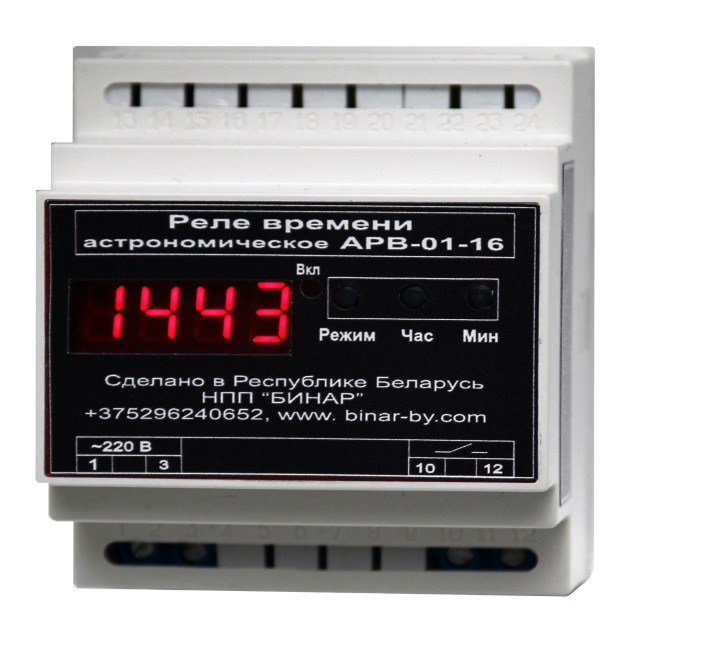 13 14 15 16 17 18 19 20 21 22 23 24
Реле времени
астрономическое АРВ-01-16
Вкл
1443
Режим Час Мин
Сделано в Республике Беларусь
НПП “БИНАР”
+375296240652, www. binar-by.com
~220 В
1 3 10 12
1 2 3 4 5 6 7 8 9 10 11 12